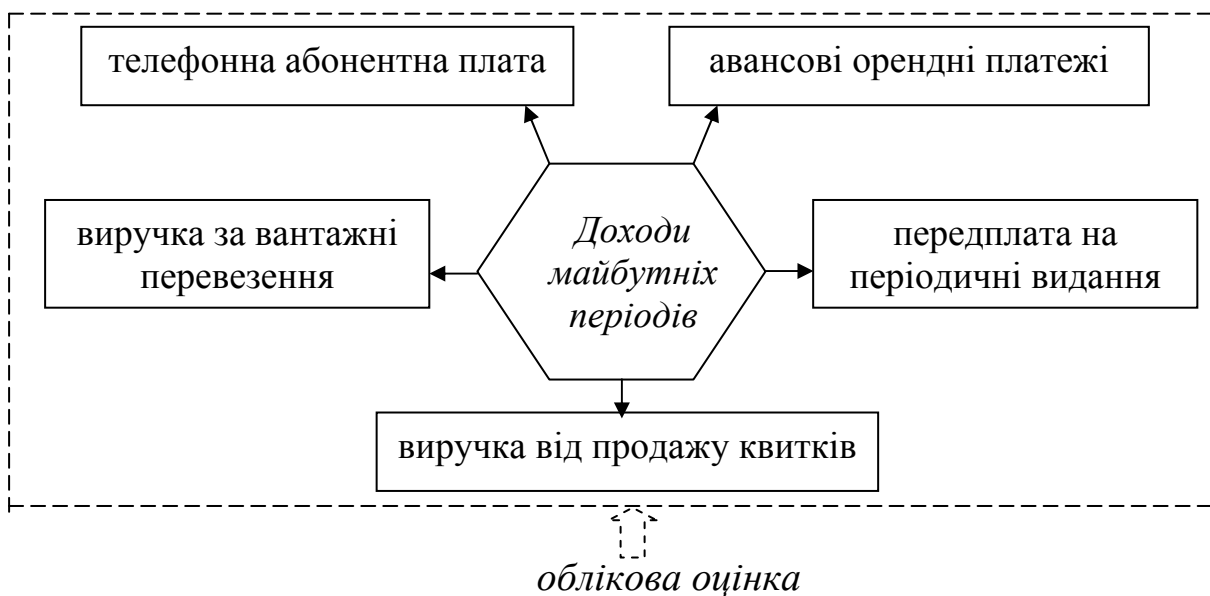 телефонна абонентна плата
авансові орендні платежі
виручка за вантажні
перевезення
Доходи
майбутніх
періодів
передплата на
періодичні видання
виручка від продажу квитків
облікова оцінка